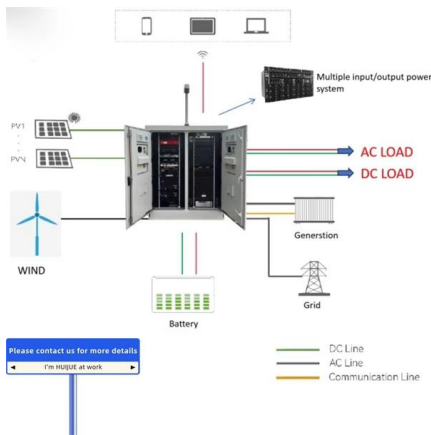 Multiple input/output power
system
PV1
PVN
AC LOAD
DC LOAD
WIND
Generstion
Grid
Battery
Please contact us for more details
I'm HUIJUE at work
DC Line
AC Line
Communication Line